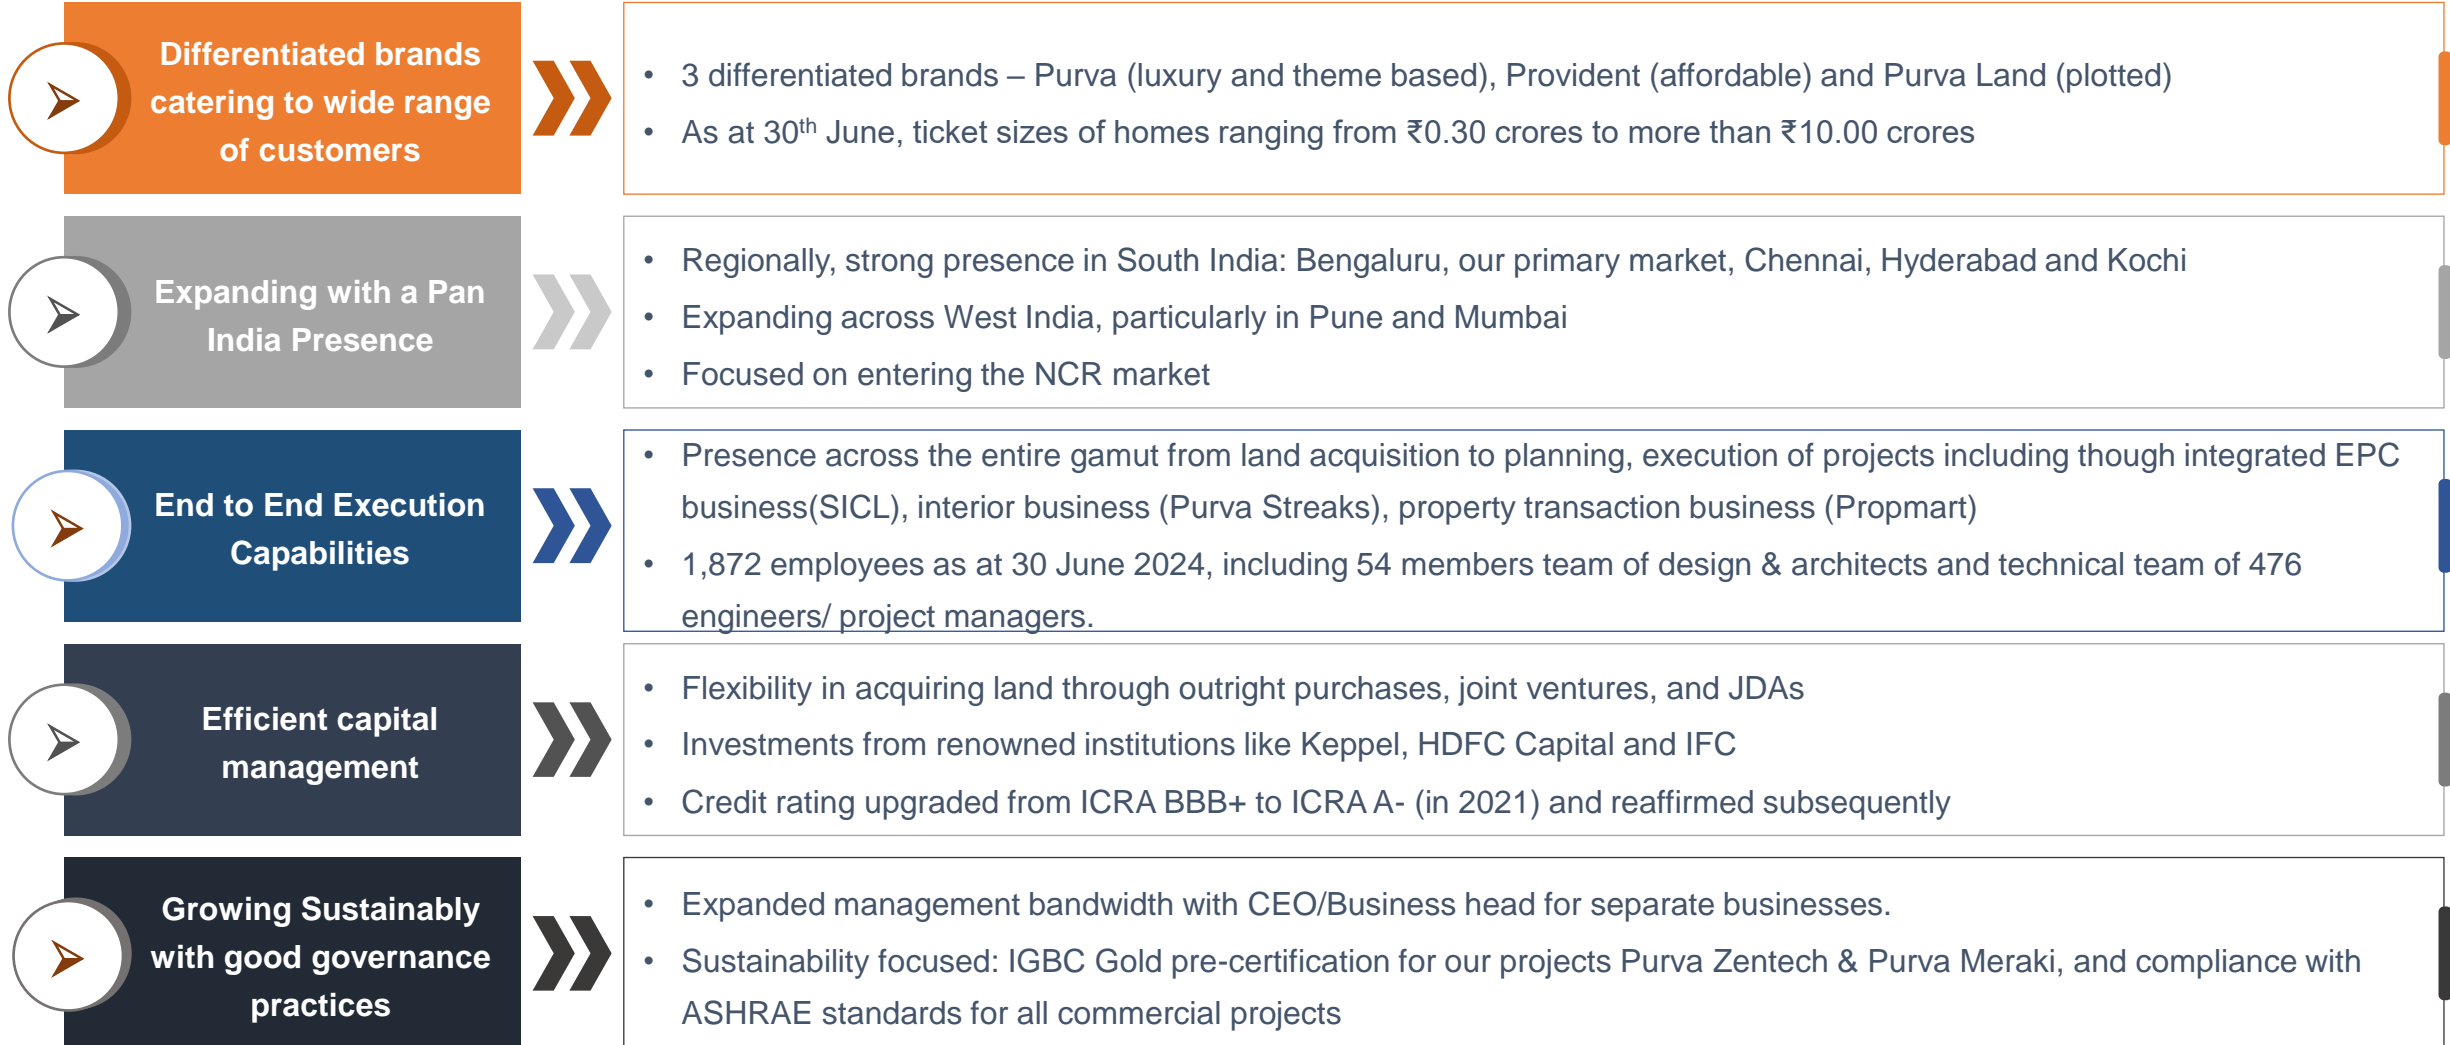 Differentiated brands
catering to wide range
of customers
• 3 differentiated brands – Purva (luxury and theme based), Provident (affordable) and Purva Land (plotted)
• As at 30th June, ticket sizes of homes ranging from ₹0.30 crores to more than ₹10.00 crores
Expanding with a Pan
India Presence
• Regionally, strong presence in South India: Bengaluru, our primary market, Chennai, Hyderabad and Kochi
• Expanding across West India, particularly in Pune and Mumbai
• Focused on entering the NCR market
End to End Execution
Capabilities
• Presence across the entire gamut from land acquisition to planning, execution of projects including though integrated EPC
business(SICL), interior business (Purva Streaks), property transaction business (Propmart)
• 1,872 employees as at 30 June 2024, including 54 members team of design & architects and technical team of 476
engineers/ project managers.
Efficient capital
management
• Flexibility in acquiring land through outright purchases, joint ventures, and JDAs
• Investments from renowned institutions like Keppel, HDFC Capital and IFC
• Credit rating upgraded from ICRA BBB+ to ICRA A- (in 2021) and reaffirmed subsequently
Growing Sustainably
with good governance
practices
• Expanded management bandwidth with CEO/Business head for separate businesses.
• Sustainability focused: IGBC Gold pre-certification for our projects Purva Zentech & Purva Meraki, and compliance with
ASHRAE standards for all commercial projects